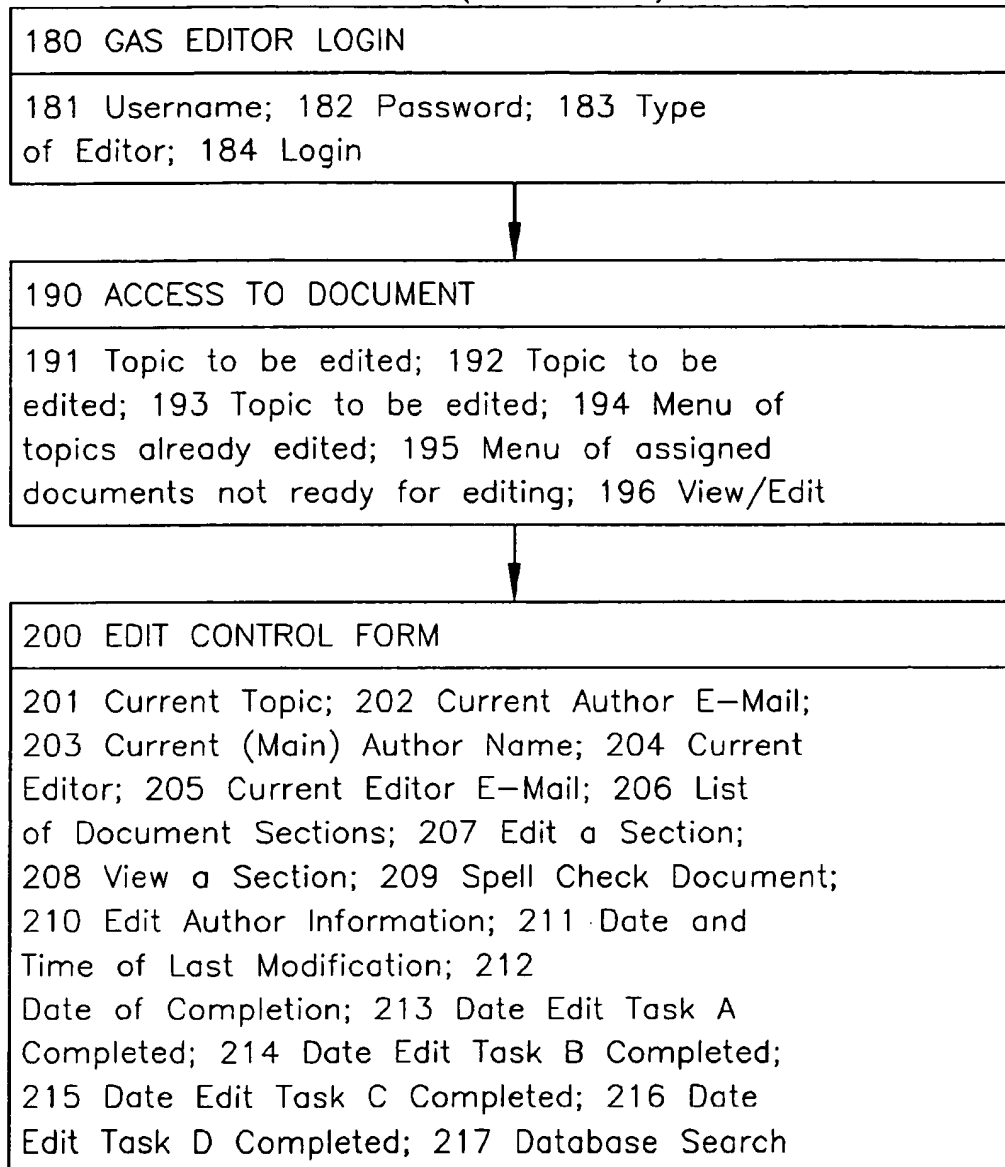 180 GAS EDITOR LOGIN
181 Username; 182 Password; 183 Type
of Editor; 184 Login
190 ACCESS TO DOCUMENT
191 Topic to be edited; 192 Topic to be
edited; 193 Topic to be edited; 194 Menu of
topics already edited; 195 Menu of assigned
documents not ready for editing; 196 View/Edit
200 EDIT CONTROL FORM
201 Current Topic; 202 Current Author E-Mail;
203 Current (Main) Author Name; 204 Current
Editor; 205 Current Editor E-Mail; 206 List
of Document Sections; 207 Edit a Section;
208 View a Section; 209 Spell Check Document;
210 Edit Author Information; 211 Date and
Time of Last Modification; 212
Date of Completion; 213 Date Edit Task A
Completed; 214 Date Edit Task B Completed;
215 Date Edit Task C Completed; 216 Date
Edit Task D Completed; 217 Database Search